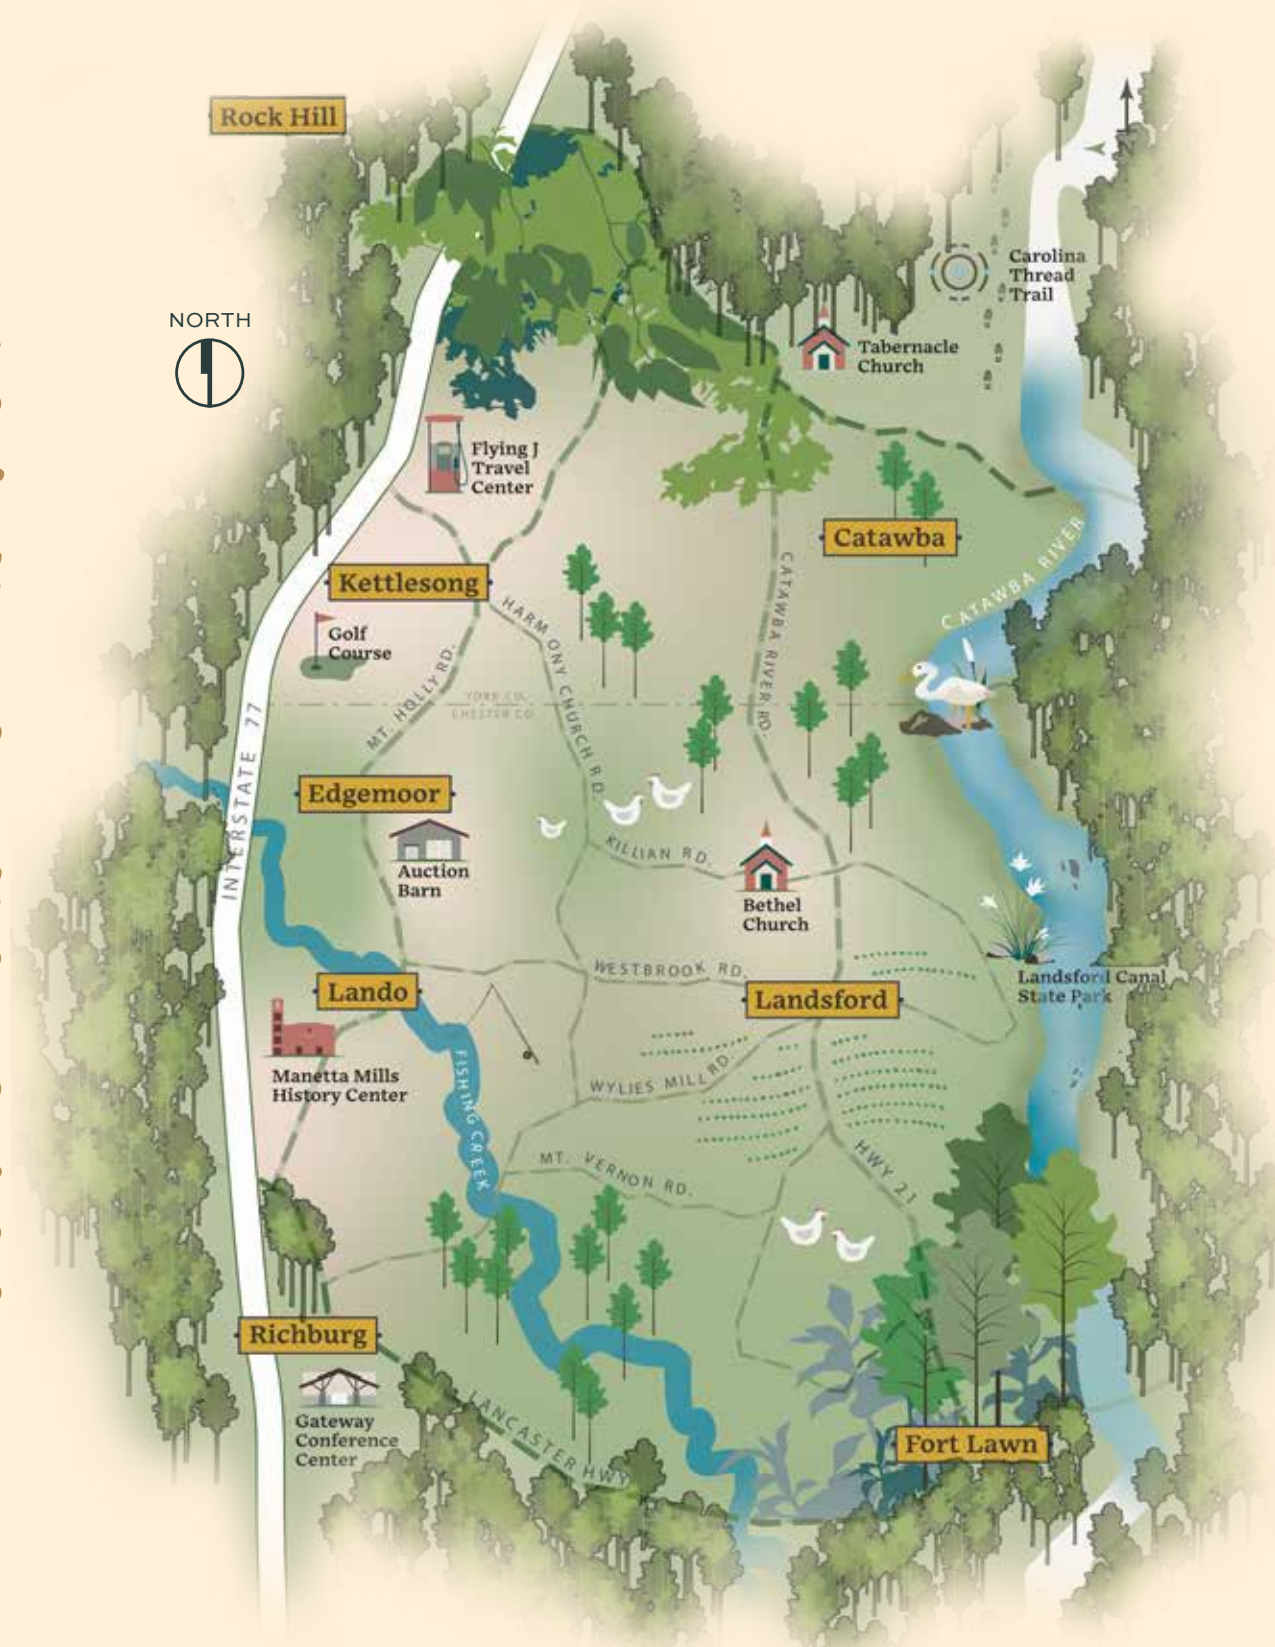 Rock Hill
Carolina
Thread
Trail
NORTH
Tabernacle
Church
Flying J
Travel
Center
Catawba
CATAWBA RIVER
Kettlesong
HARMONY CHURCH RD.
CATAWBA RIVER RD.
Golf
Course
MT. HOLLY RD.
YORK CO.
CHESTER CO.
INTERSTATE 77
Edgemoor
Auction
Barn
KILLIAN RD.
Bethel
Church
WESTBROOK RD.
Landsford Canal
State Park
Lando
Landsford
FISHING CREEK
Manetta Mills
History Center
WYLIES MILL RD.
MT. VERNON RD.
HWY 21
Richburg
Gateway
Conference
Center
LANCASTER HWY
Fort Lawn